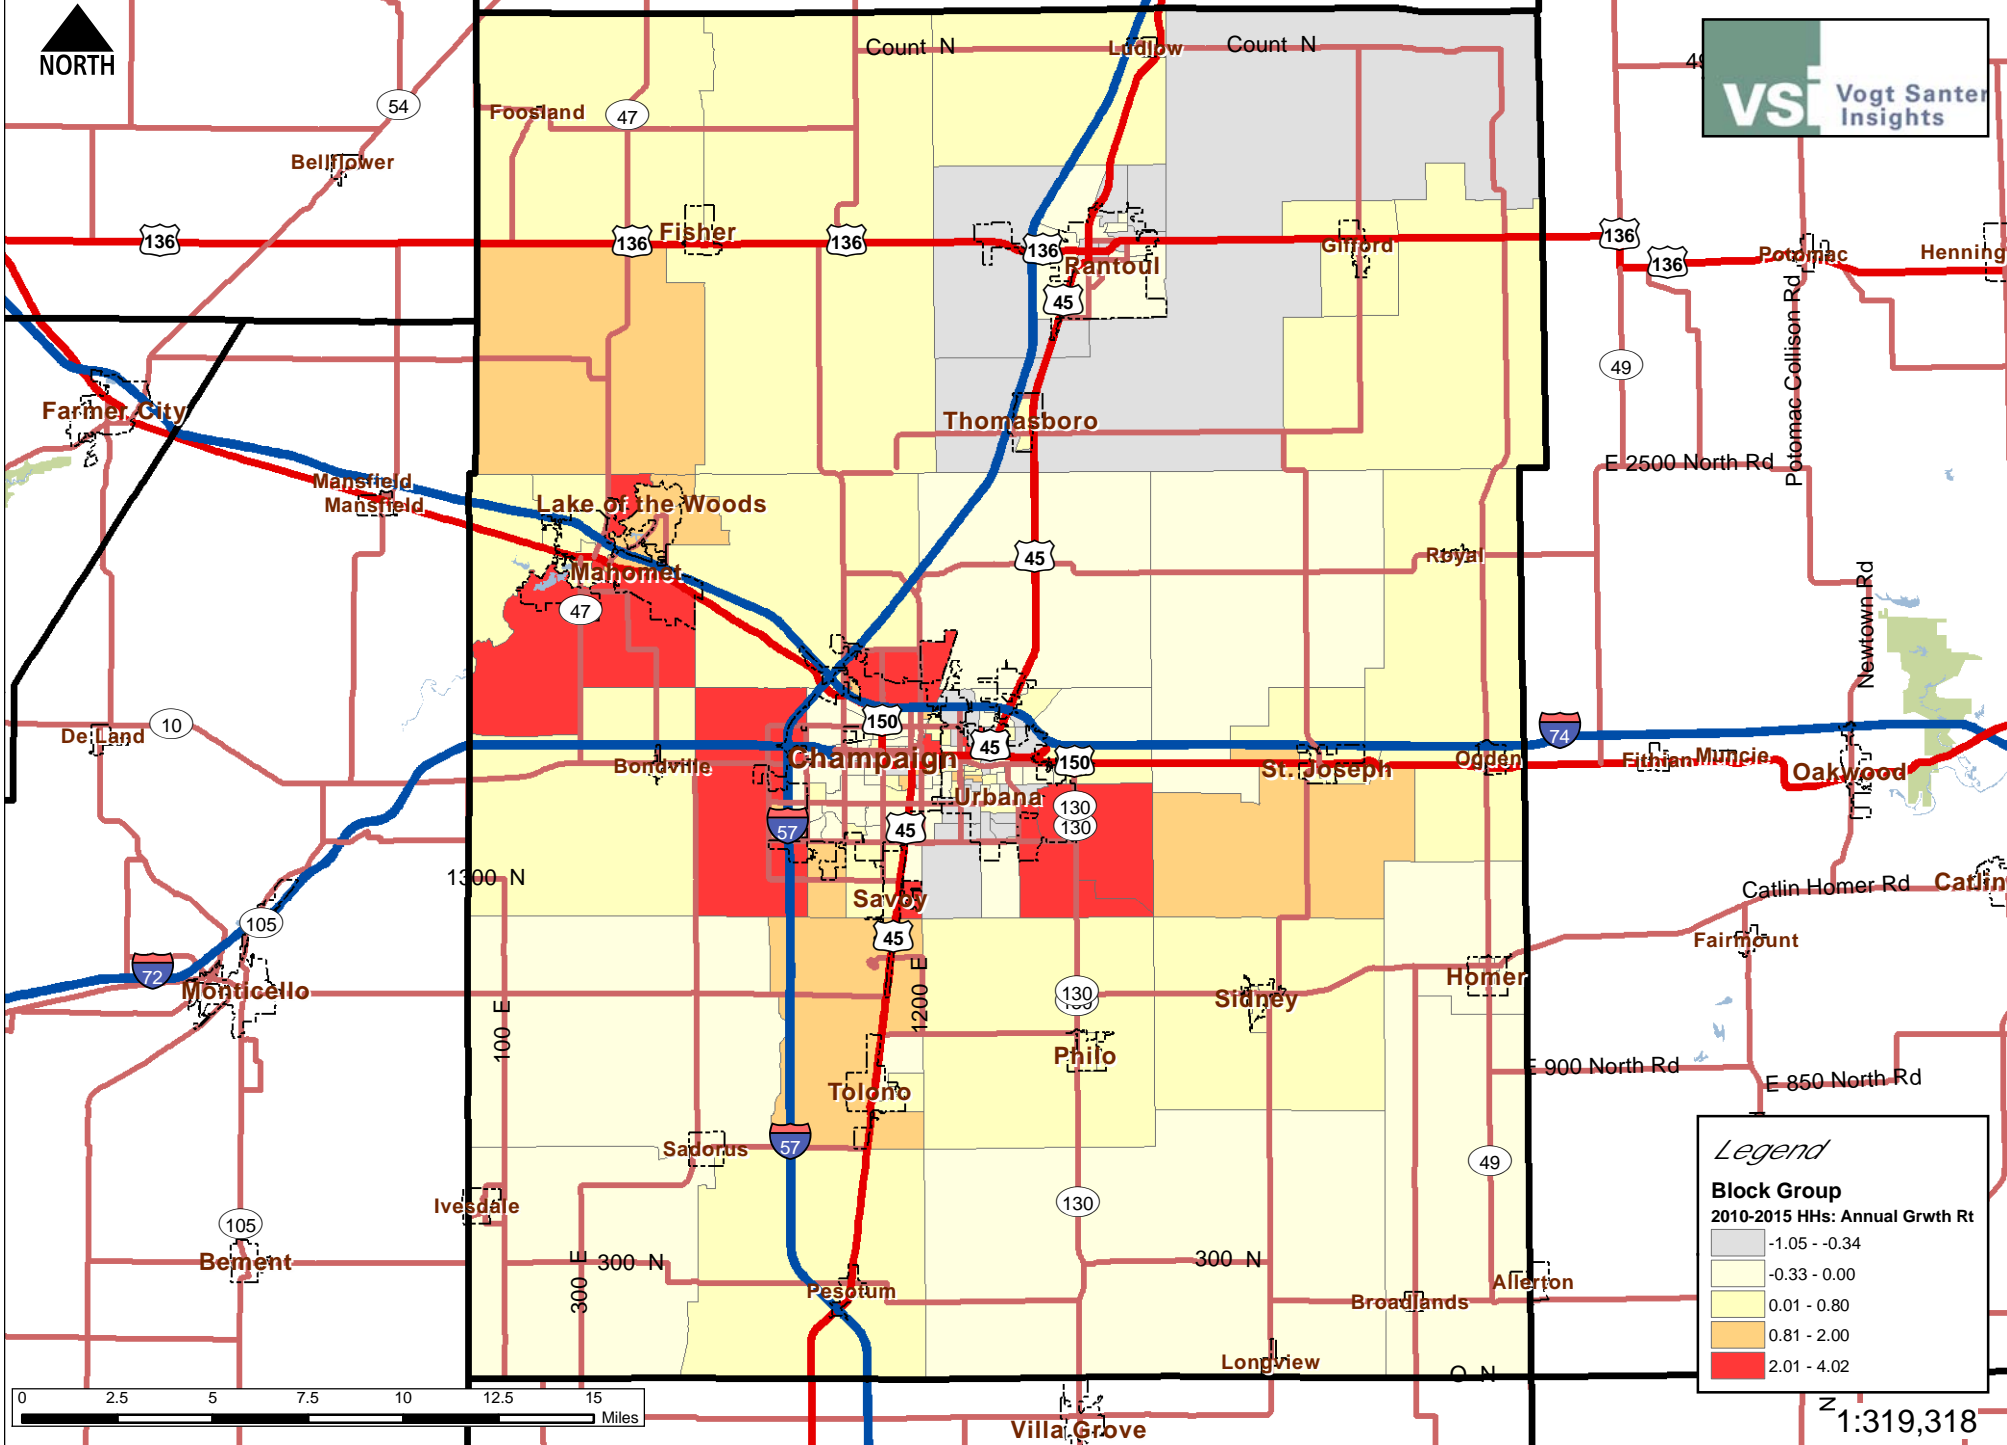 NORTH
Count N
Ludlow
Count N
49
VSi
Vogt Santer
Insights
54
Foosland
47
Bellflower
136
Fisher
136
136
136
Rantoul
Gifford
136
136
Potomac
Henning
45
49
Potomac Collison Rd
Farmer City
Thomasboro
E 2500 North Rd
Mansfield
Mansfield
Lake of the Woods
45
Royal
Mahomet
47
Newtown Rd
10
De Land
150
45
74
Bondville
Champaign
150
St. Joseph
Ogden
Fithian
Muncie
Oakwood
Urbana
130
130
57
45
1300 N
Savoy
Catlin Homer Rd
Catlin
105
45
Fairmount
72
Monticello
100 E
1200 E
130
Sidney
Homer
Philo
E 900 North Rd
E 850 North Rd
Tolono
57
Sadorus
49
Ivesdale
130
105
Bement
300 E
300 N
300 N
Pesotum
Broadlands
Allerton
Longview
O N
Villa Grove
Legend
Block Group
2010-2015 HHs: Annual Grwth Rt
-1.05 - -0.34
-0.33 - 0.00
0.01 - 0.80
0.81 - 2.00
2.01 - 4.02
0 2.5 5 7.5 10 12.5 15
Miles
N
1:319,318